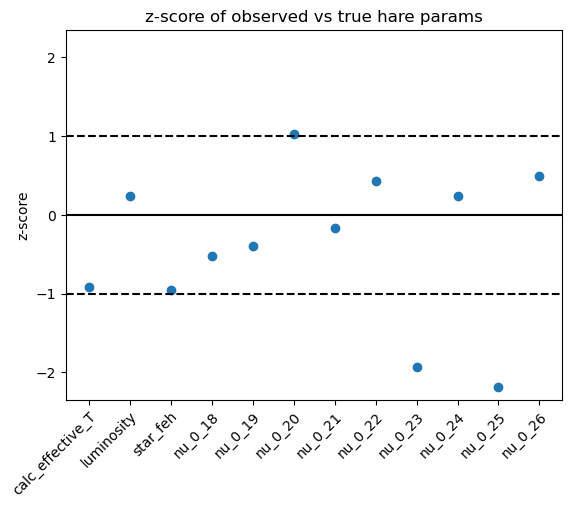 z-score of observed vs true hare params
2
1
0
−1
−2
z-score
calc_effective_T
luminosity
star_feh
nu_0_18
nu_0_19
nu_0_20
nu_0_21
nu_0_22
nu_0_23
nu_0_24
nu_0_25
nu_0_26